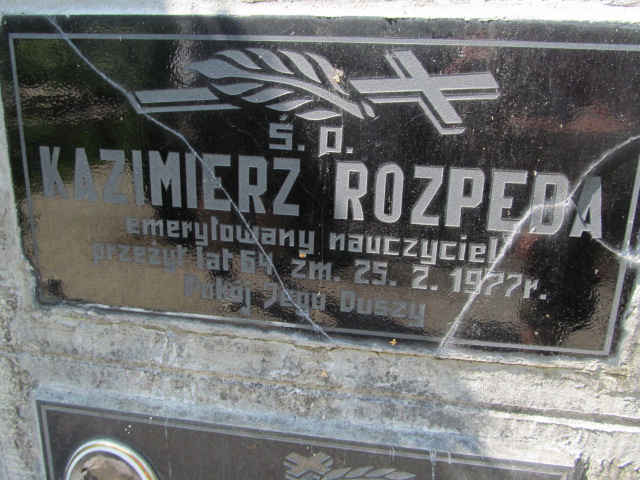 Ś. P.
KAZIMIERZ ROZPĘDA
emerytowany nauczyciel
przeżył lat 64 zm. 25. 2. 1977r.
Pokój Jego Duszy